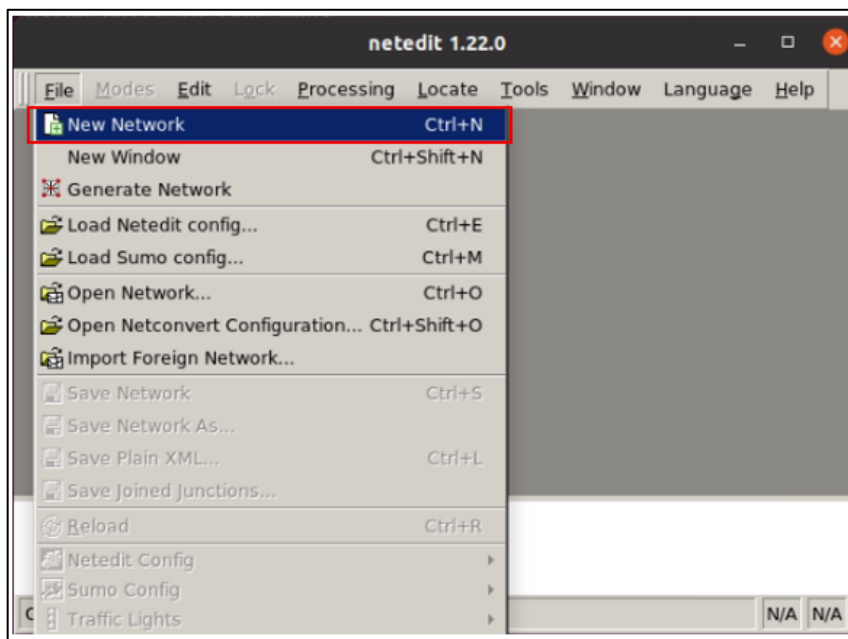 netedit 1.22.0
File Modes Edit Lock Processing Locate Tools Window Language Help
New Network Ctrl+N
New Window Ctrl+Shift+N
Generate Network
Load Netedit config... Ctrl+E
Load Sumo config... Ctrl+M
Open Network... Ctrl+O
Open Netconvert Configuration... Ctrl+Shift+O
Import Foreign Network...
Save Network Ctrl+S
Save Network As...
Save Plain XML... Ctrl+L
Save Joined Junctions...
Reload Ctrl+R
Netedit Config
Sumo Config
Traffic Lights
N/A N/A